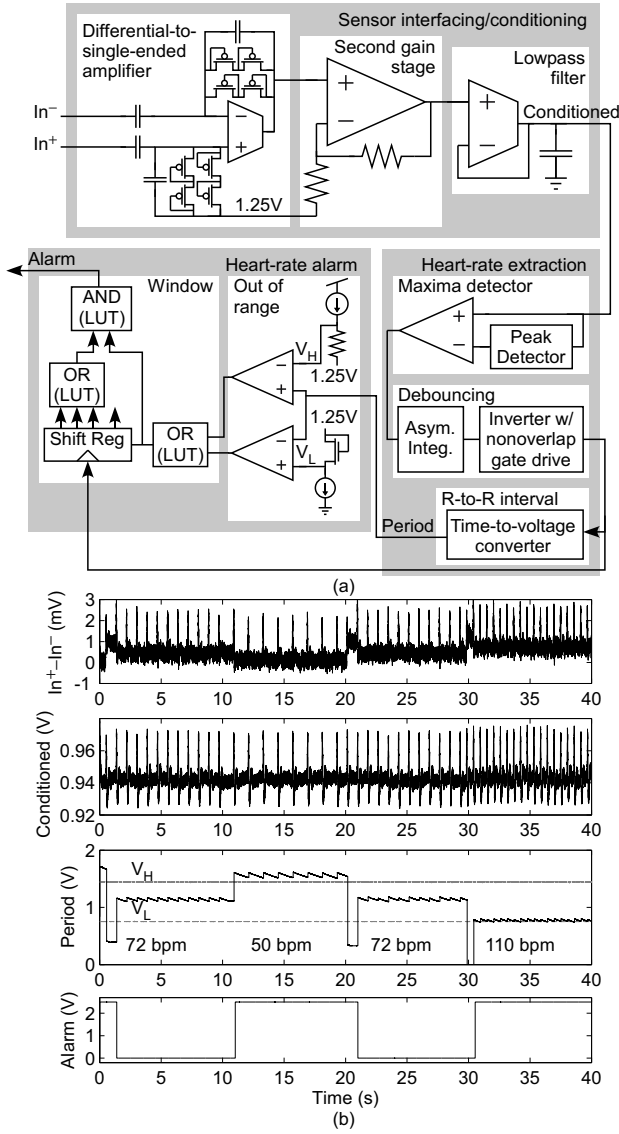 Sensor interfacing/conditioning
Differential-to-
single-ended
amplifier
Second gain
stage
Lowpass
filter
In−
In+
−
+
+
−
+
−
Conditioned
1.25V
Alarm
Heart-rate alarm
Window
Out of
range
AND
(LUT)
OR
(LUT)
Shift Reg
OR
(LUT)
VH
−
+
1.25V
1.25V
+
−
VL
Heart-rate extraction
Maxima detector
+
−
Peak
Detector
Debouncing
Asym.
Integ.
Inverter w/
nonoverlap
gate drive
R-to-R interval
Period
Time-to-voltage
converter
(a)
In+–In− (mV)
3
2
1
0
-1
0 5 10 15 20 25 30 35 40
Conditioned (V)
0.96
0.94
0.92
0 5 10 15 20 25 30 35 40
Period (V)
2
1
0
VH
VL
72 bpm 50 bpm 72 bpm 110 bpm
0 5 10 15 20 25 30 35 40
Alarm (V)
2
1
0
0 5 10 15 20 25 30 35 40
Time (s)
(b)